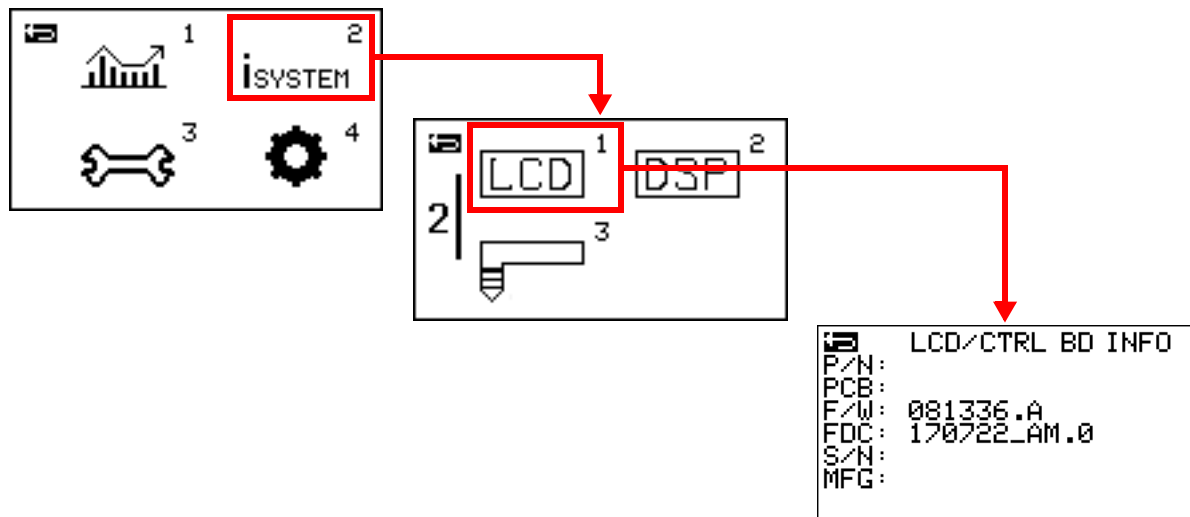 1
2
iSYSTEM
3
4
1
2
LCD
DSP
2
3
LCD/CTRL BD INFO
P/N:
PCB:
F/W: 081336.A
FDC: 170722_AM.0
S/N:
MFG: